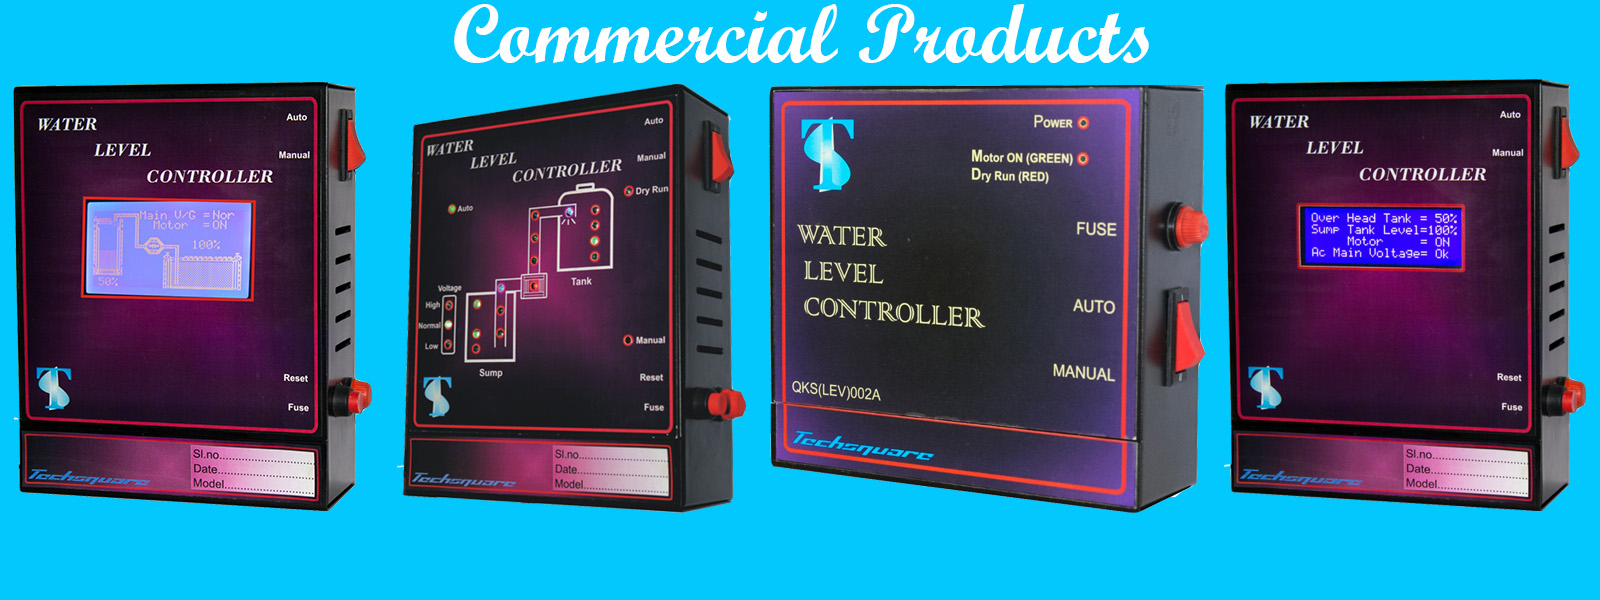 Commercial Products
WATER
LEVEL
CONTROLLER
Auto
Manual
Main V/G = Nor
Motor = ON
100%
50%
Reset
Fuse
TS
Techsquare
Sl.no
Date
Model
WATER
LEVEL
CONTROLLER
Auto
Manual
Dry Run
Auto
Tank
Voltage
High
Normal
Low
Sump
Manual
Reset
Fuse
TS
Techsquare
Sl.no
Date
Model
TS
POWER
Motor ON (GREEN)
Dry Run (RED)
WATER
LEVEL
CONTROLLER
FUSE
AUTO
MANUAL
QKS(LEV)002A
Techsquare
WATER
LEVEL
CONTROLLER
Auto
Manual
Over Head Tank = 50%
Sump Tank Level=100%
Motor = ON
Ac Main Voltage= Ok
Reset
Fuse
TS
Techsquare
Sl.no
Date
Model